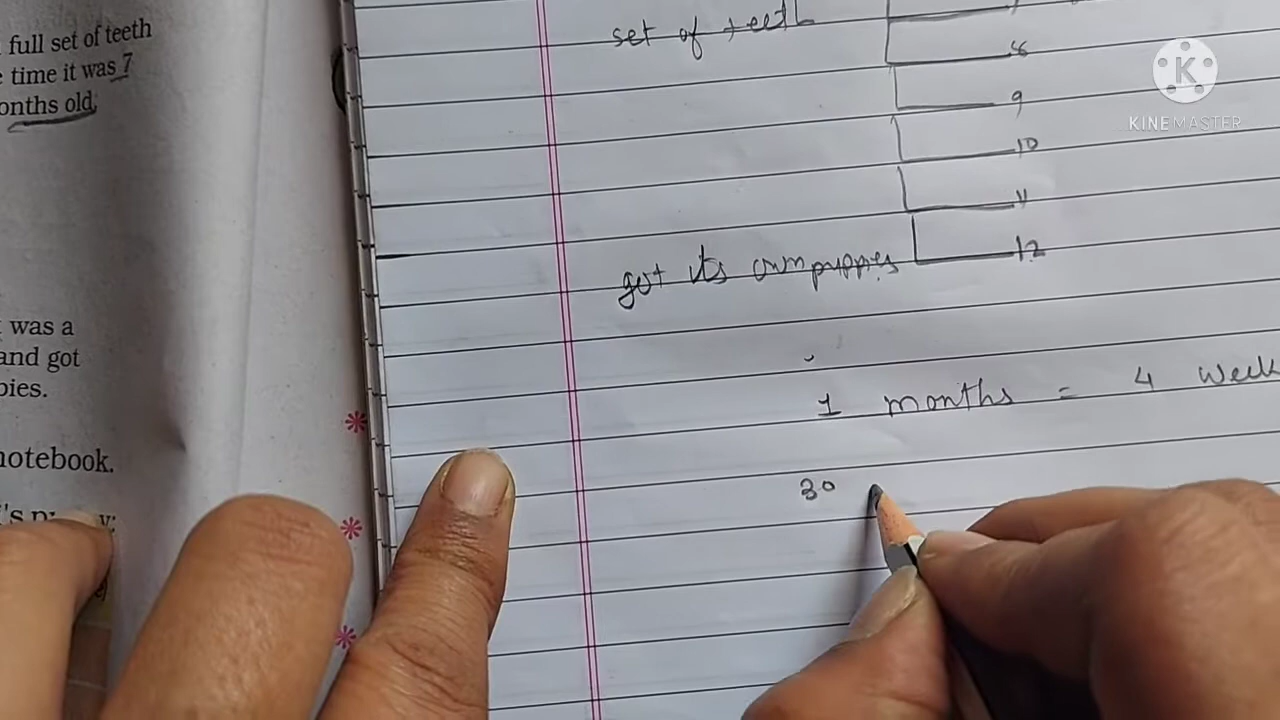 full set of teeth
time it was 7
onths old.
was a
and got
pies.
notebook.
set of teeth
8
9
10
11
got its own puppies
12
1 months = 4 week
30
K
KINEMASTER